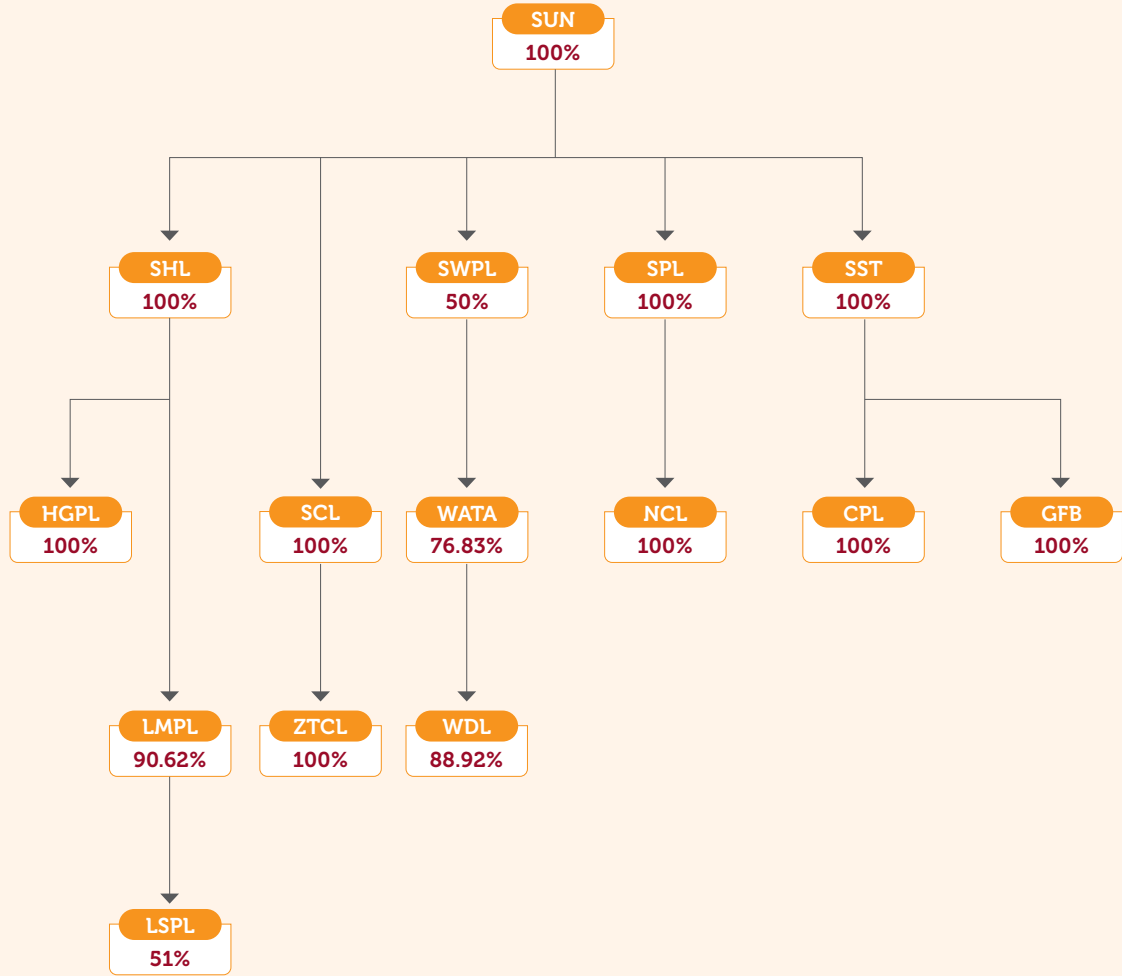 SUN
100%
SHL
100%
SWPL
50%
SPL
100%
SST
100%
HGPL
100%
SCL
100%
WATA
76.83%
NCL
100%
CPL
100%
GFB
100%
LMPL
90.62%
ZTCL
100%
WDL
88.92%
LSPL
51%